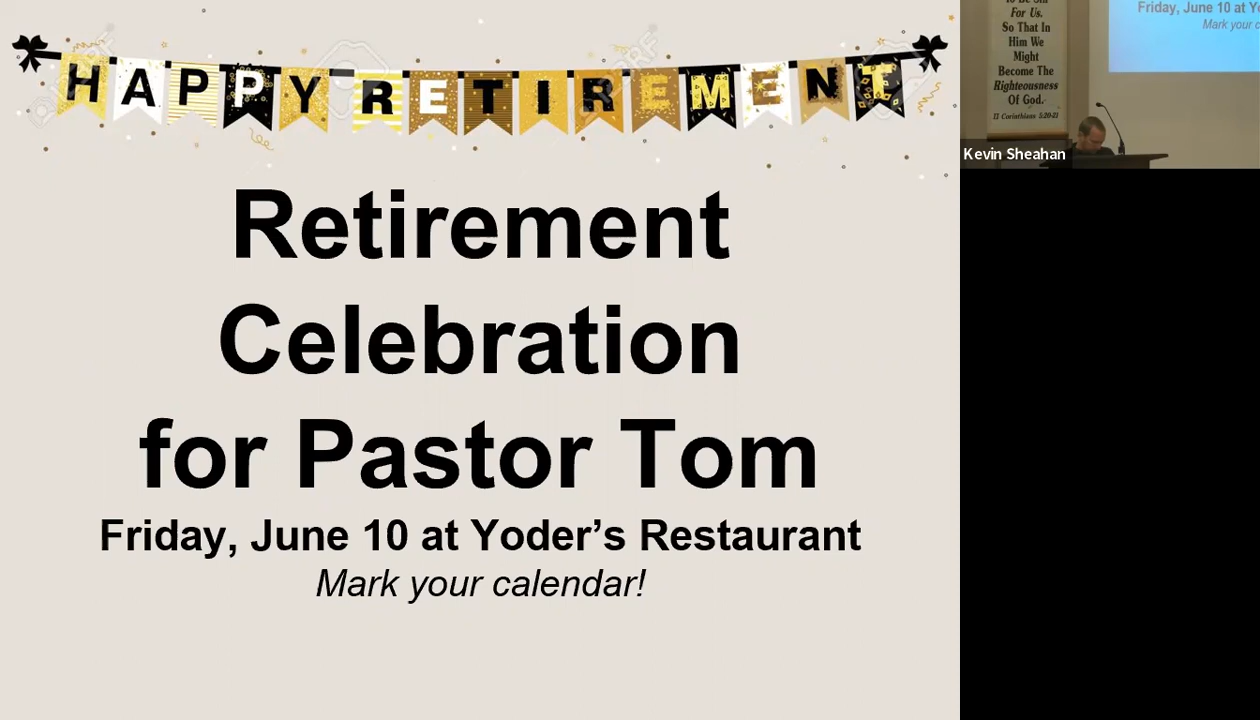 HAPPY RETIREMENT
Retirement
Celebration
for Pastor Tom
Friday, June 10 at Yoder’s Restaurant
Mark your calendar!
For Us.
So That In
Him We
Might
Become The
Righteousness
Of God.
II Corinthians 5:20-21
Friday, June 10 at
Mark your
Kevin Sheahan